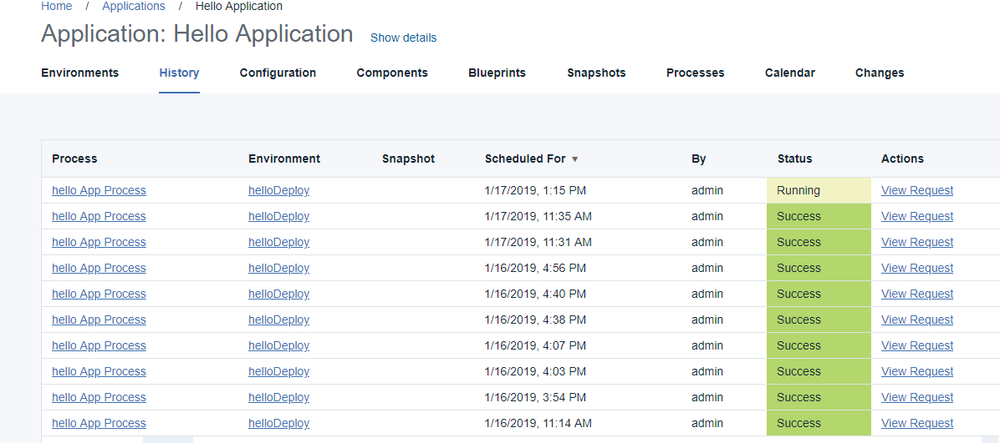 Home / Applications / Hello Application
Application: Hello Application Show details
Environments History Configuration Components Blueprints Snapshots Processes Calendar Changes
Process Environment Snapshot Scheduled For ▼ By Status Actions
hello App Process helloDeploy 1/17/2019, 1:15 PM admin Running View Request
hello App Process helloDeploy 1/17/2019, 11:35 AM admin Success View Request
hello App Process helloDeploy 1/17/2019, 11:31 AM admin Success View Request
hello App Process helloDeploy 1/16/2019, 4:56 PM admin Success View Request
hello App Process helloDeploy 1/16/2019, 4:40 PM admin Success View Request
hello App Process helloDeploy 1/16/2019, 4:38 PM admin Success View Request
hello App Process helloDeploy 1/16/2019, 4:07 PM admin Success View Request
hello App Process helloDeploy 1/16/2019, 4:03 PM admin Success View Request
hello App Process helloDeploy 1/16/2019, 3:54 PM admin Success View Request
hello App Process helloDeploy 1/16/2019, 11:14 AM admin Success View Request